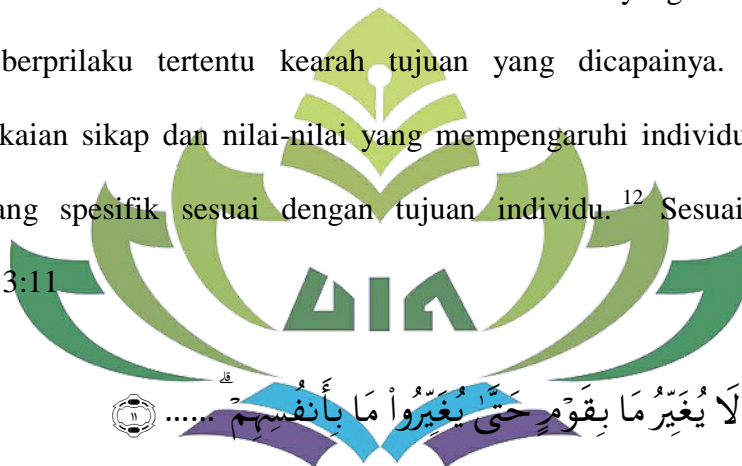 berprilaku tertentu kearah tujuan yang dicapainya.
kaian sikap dan nilai-nilai yang mempengaruhi individu
ang spesifik sesuai dengan tujuan individu. 12 Sesuai
3:11
UIN
لَا يُغَيِّرُ مَا بِقَوْمٍ حَتَّىٰ يُغَيِّرُوا۟ مَا بِأَنفُسِهِمْ ۗ ...... ١١